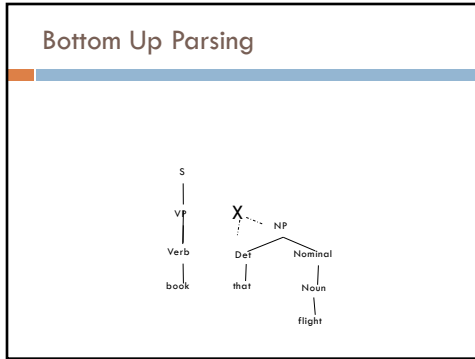 Bottom Up Parsing
S
VP X NP
Verb Det Nominal
book that Noun
flight